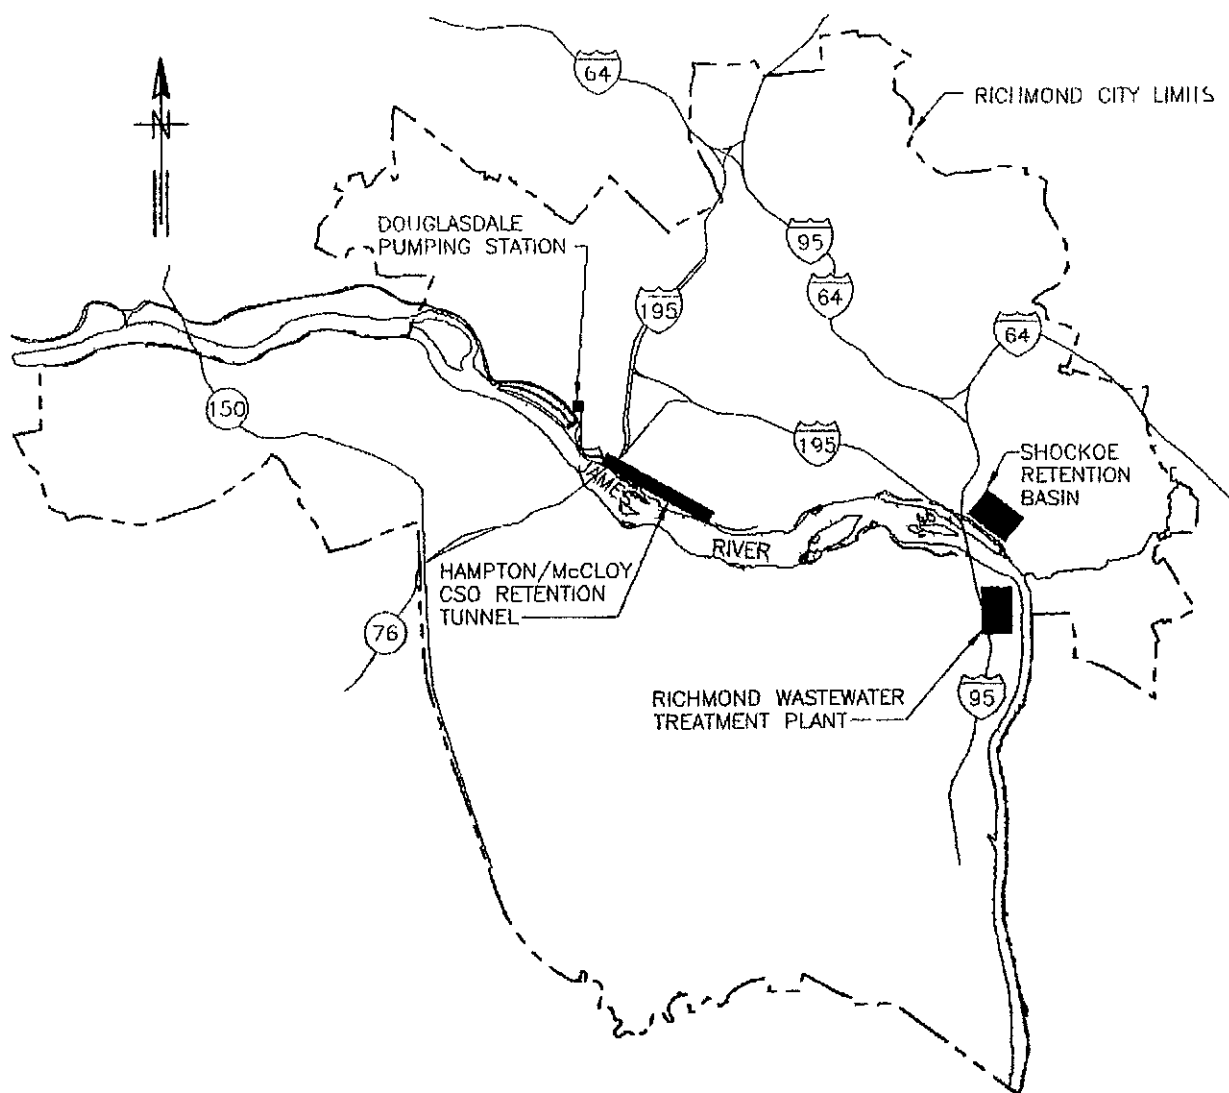 64
RICHMOND CITY LIMITS
N
DOUGLASDALE
PUMPING STATION
95
64
195
64
150
195
SHOCKOE
RETENTION
BASIN
JAMES
RIVER
HAMPTON/McCLOY
CSO RETENTION
TUNNEL
76
RICHMOND WASTEWATER
TREATMENT PLANT
95